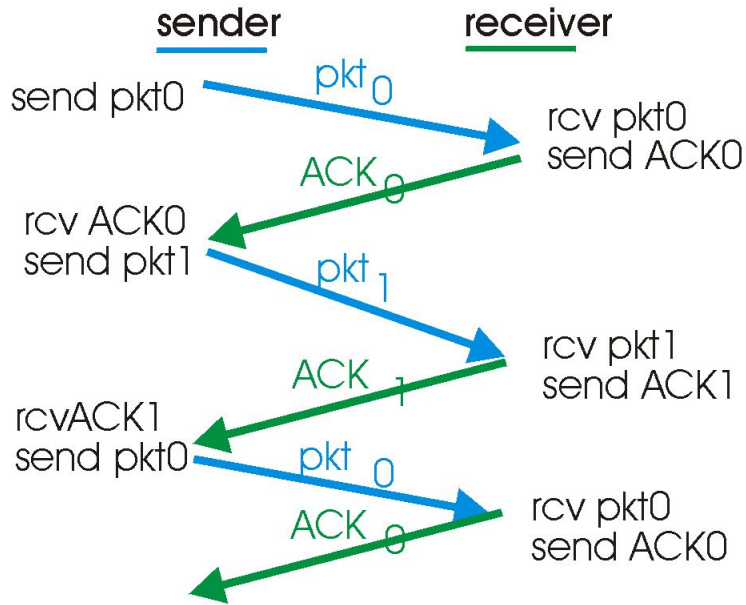 sender receiver
send pkt0
pkt0
rcv pkt0
send ACK0
ACK0
rcv ACK0
send pkt1
pkt1
rcv pkt1
send ACK1
ACK1
rcvACK1
send pkt0
pkt0
rcv pkt0
send ACK0
ACK0